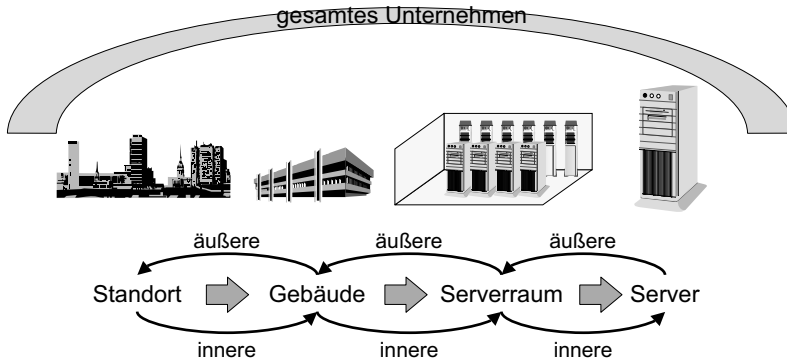 gesamtes Unternehmen
äußere äußere äußere
Standort Gebäude Serverraum Server
innere innere innere